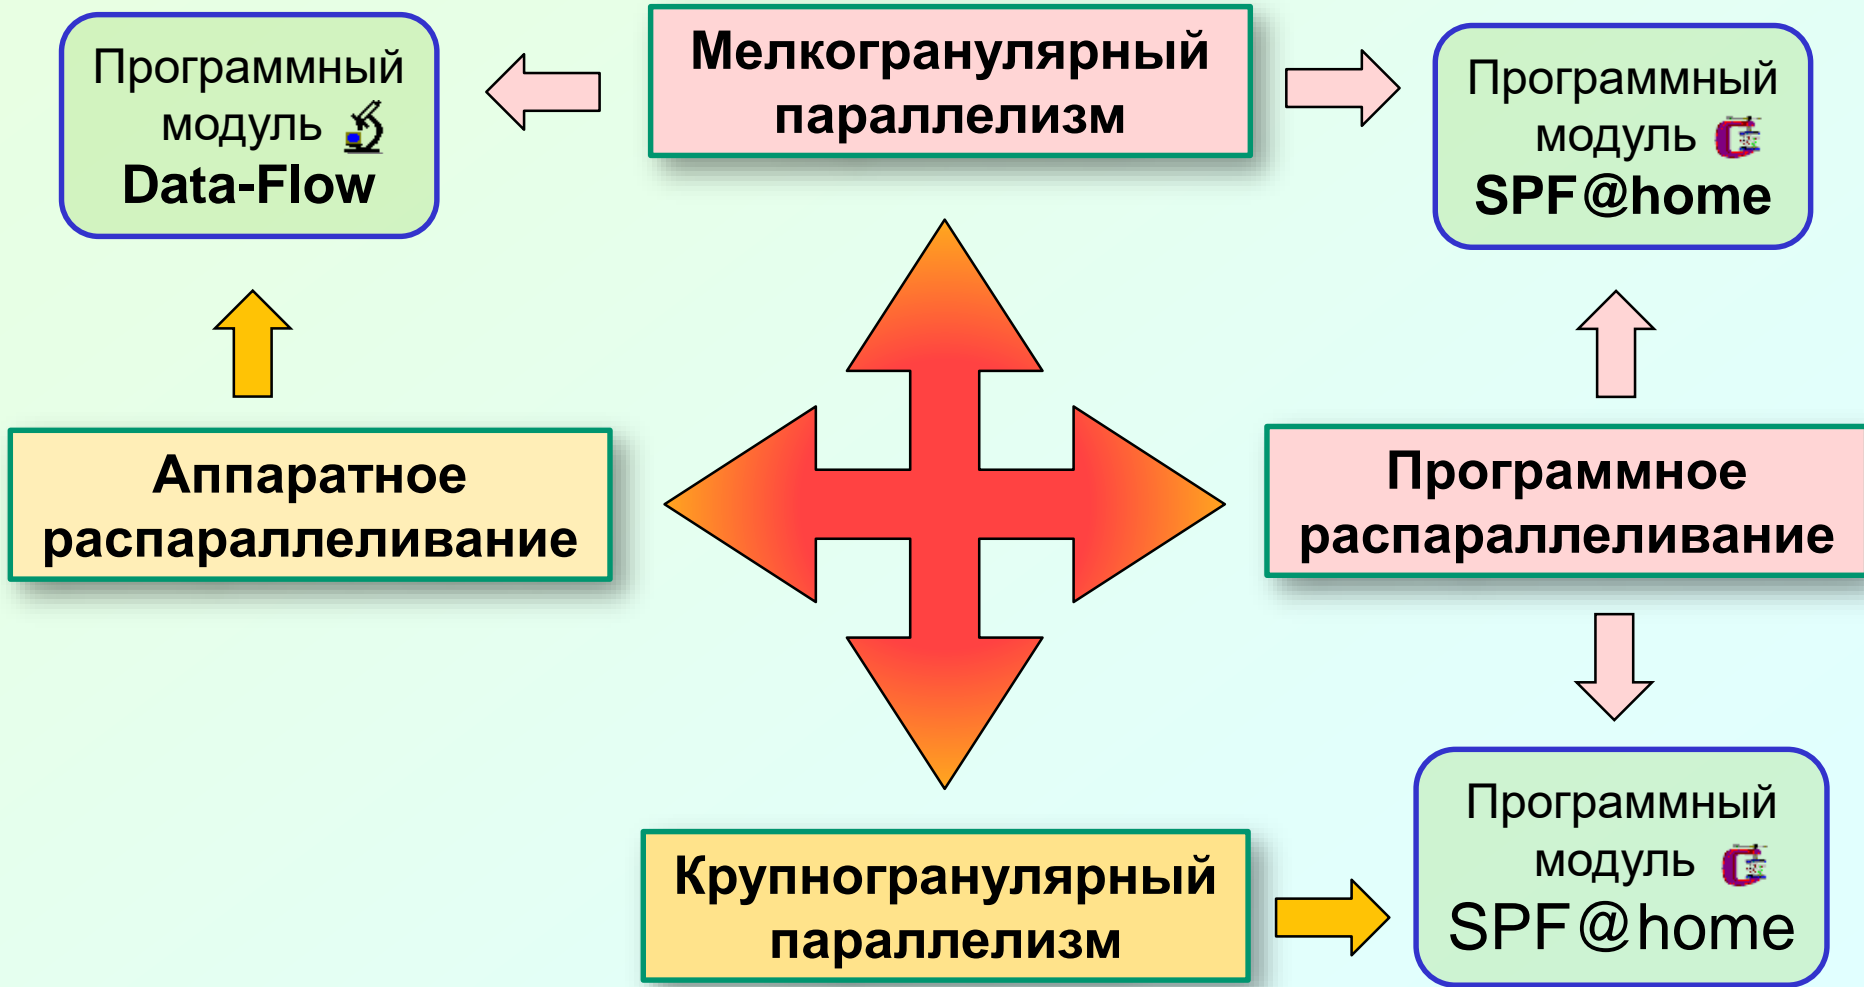 Программный
модуль
Data-Flow
Мелкогранулярный
параллелизм
Программный
модуль
SPF@home
Аппаратное
распараллеливание
Программное
распараллеливание
Крупногранулярный
параллелизм
Программный
модуль
SPF@home